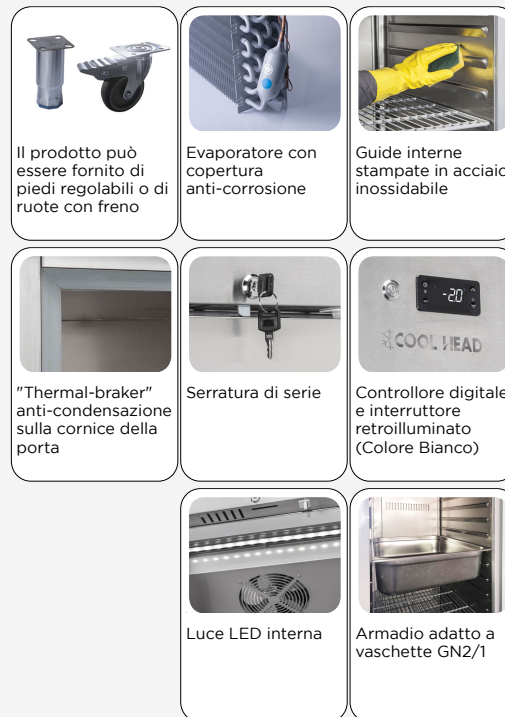 Il prodotto può
essere fornito di
piedi regolabili o di
ruote con freno
Evaporatore con
copertura
anti-corrosione
Guide interne
stampate in acciaio
inossidabile
"Thermal-braker"
anti-condensazione
sulla cornice della
porta
Serratura di serie
-2.0
COOL HEAD
Controllore digitale
e interruttore
retroilluminato
(Colore Bianco)
Luce LED interna
Armadio adatto a
vaschette GN2/1